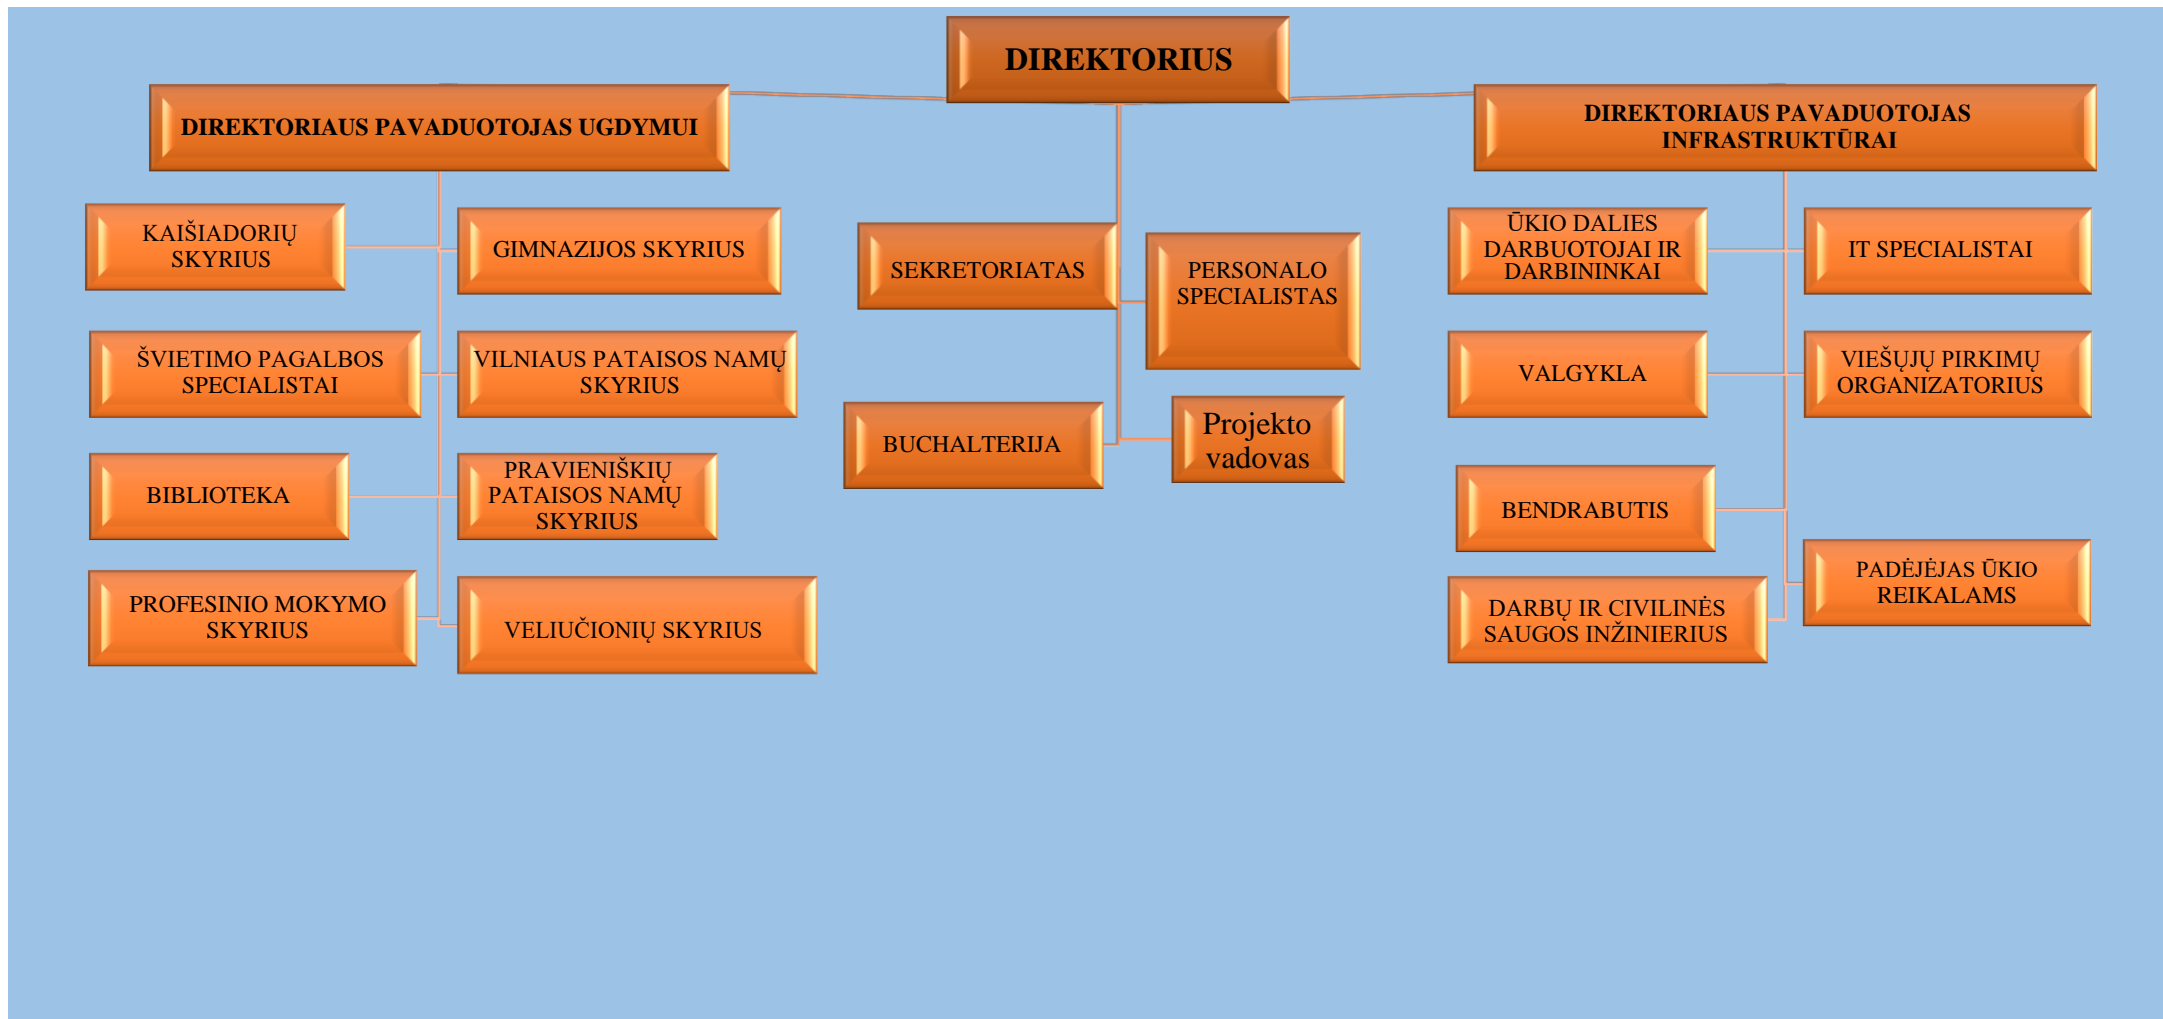 DIREKTORIUS
DIREKTORIAUS PAVADUOTOJAS UGDYMUI
DIREKTORIAUS PAVADUOTOJAS
INFRASTRUKTŪRAI
KAIŠIADORIŲ
SKYRIUS
GIMNAZIJOS SKYRIUS
ŠVIETIMO PAGALBOS
SPECIALISTAI
VILNIAUS PATAISOS NAMŲ
SKYRIUS
BIBLIOTEKA
PRAVIENIŠKIŲ
PATAISOS NAMŲ
SKYRIUS
PROFESINIO MOKYMO
SKYRIUS
VELIUČIONIŲ SKYRIUS
SEKRETORIATAS
PERSONALO
SPECIALISTAS
BUCHALTERIJA
Projekto
vadovas
ŪKIO DALIES
DARBUOTOJAI IR
DARBININKAI
IT SPECIALISTAI
VALGYKLA
VIEŠŲJŲ PIRKIMŲ
ORGANIZATORIUS
BENDRABUTIS
PADĖJĖJAS ŪKIO
REIKALAMS
DARBŲ IR CIVILINĖS
SAUGOS INŽINIERIUS